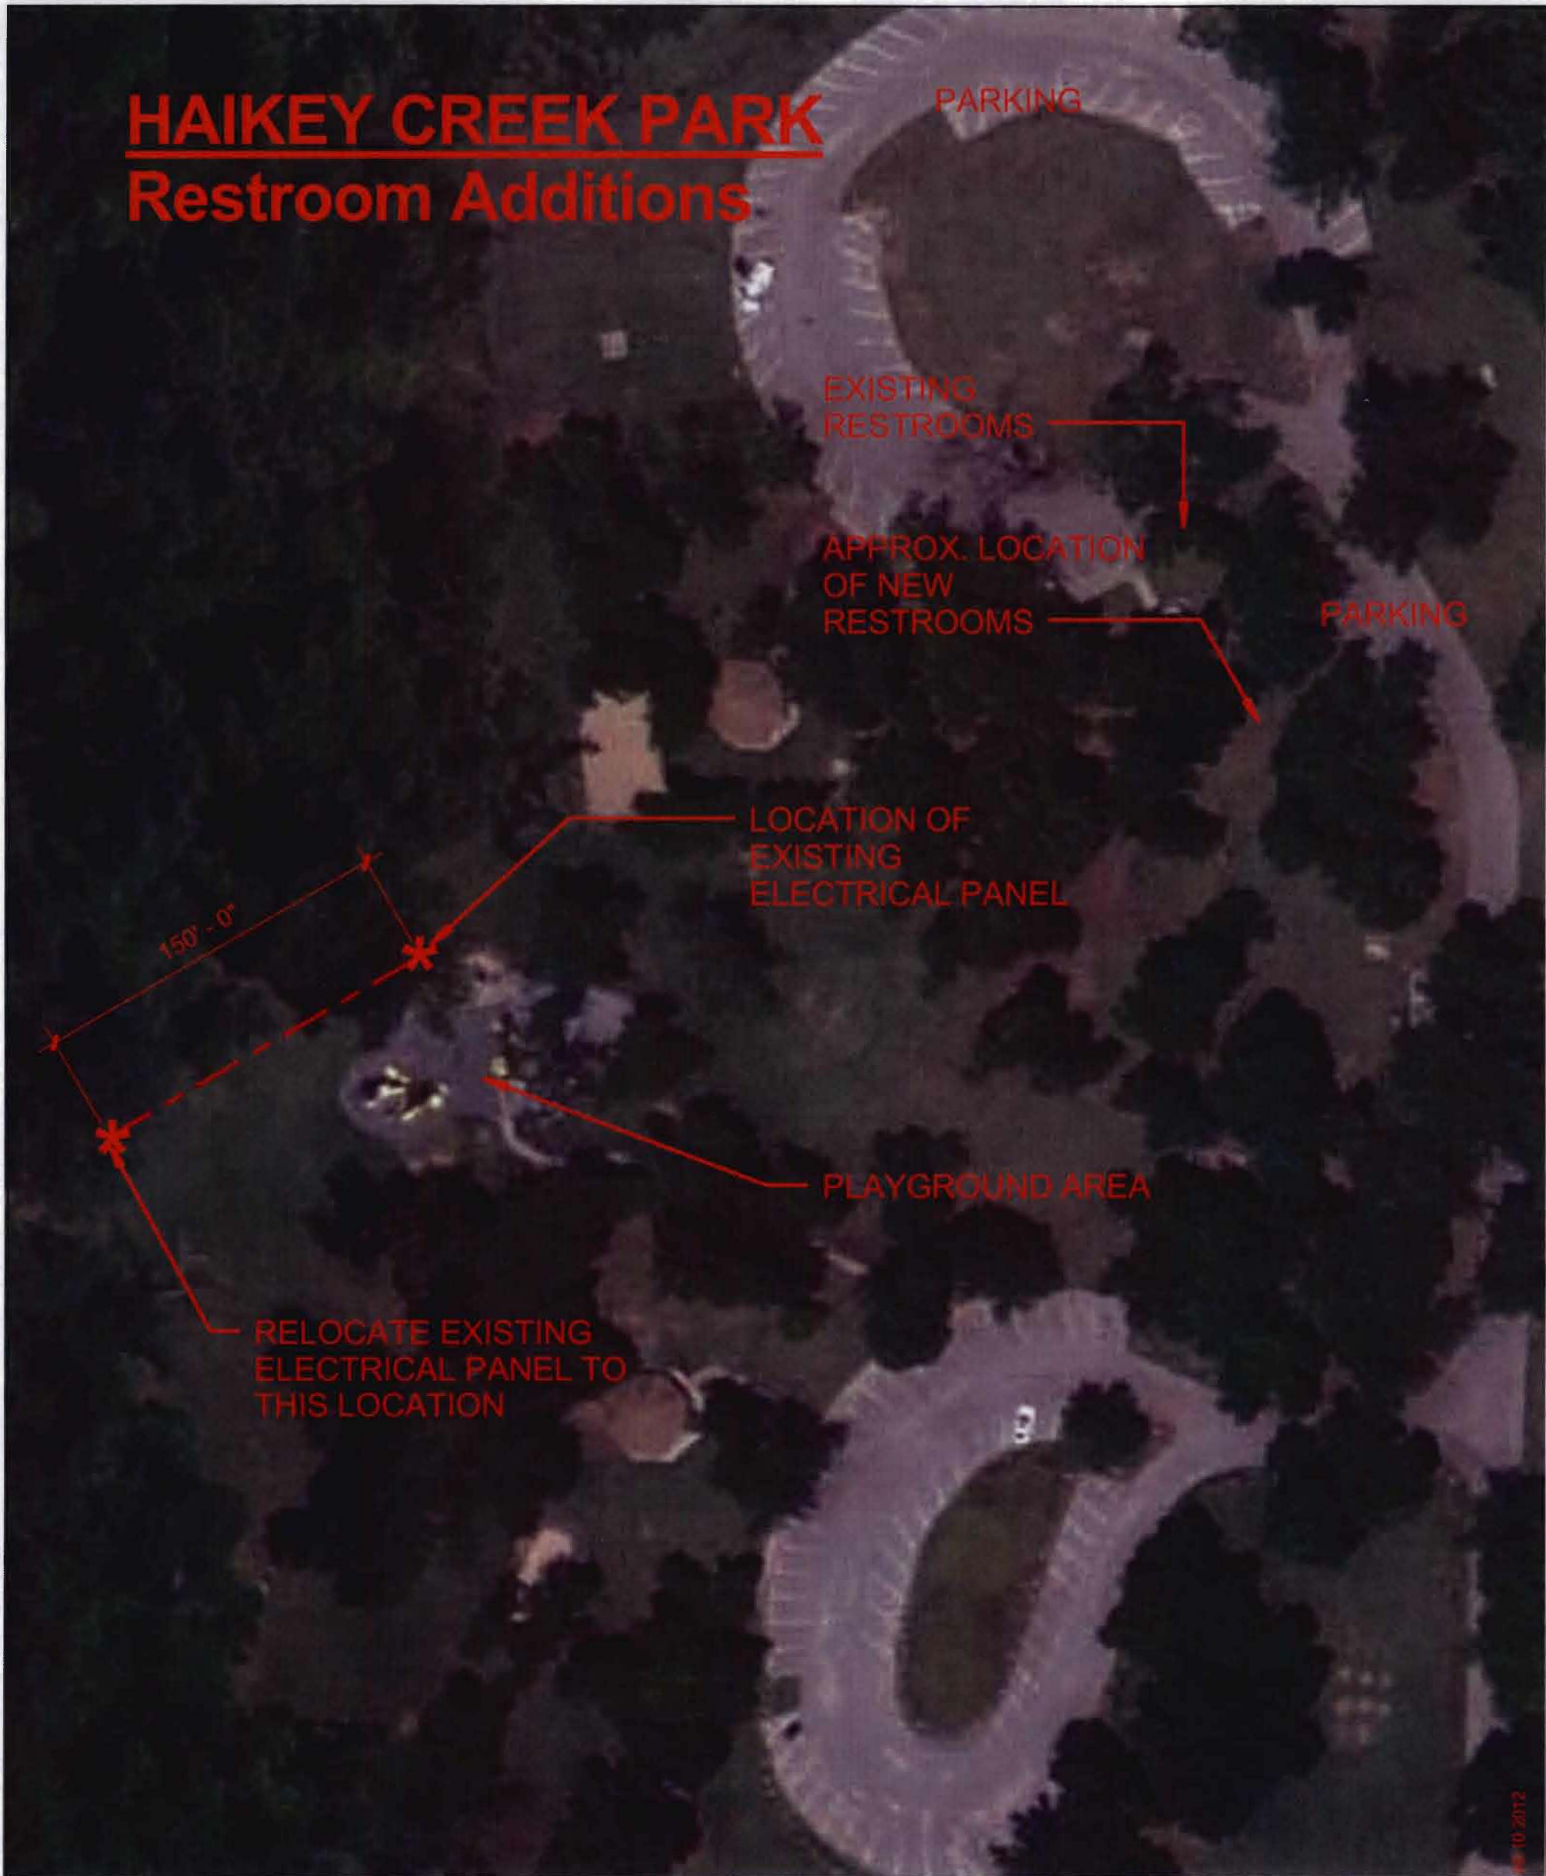 HAIKEY CREEK PARK
Restroom Additions
PARKING
EXISTING
RESTROOMS
APPROX. LOCATION
OF NEW
RESTROOMS
PARKING
LOCATION OF
EXISTING
ELECTRICAL PANEL
150' - 0"
PLAYGROUND AREA
RELOCATE EXISTING
ELECTRICAL PANEL TO
THIS LOCATION
2012